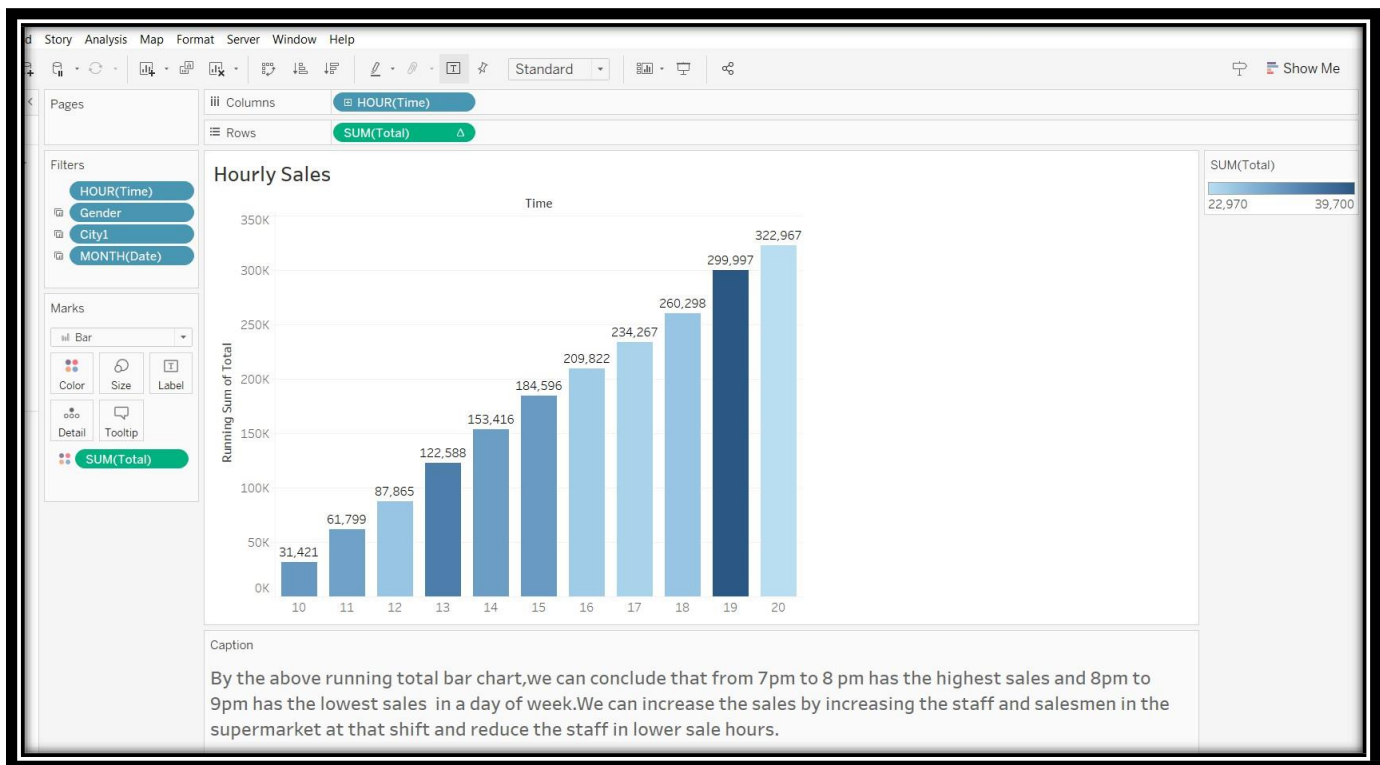 d Story Analysis Map Format Server Window Help
Standard
Show Me
Pages
iii Columns
HOUR(Time)
Rows
SUM(Total) Δ
Filters
HOUR(Time)
Gender
City1
MONTH(Date)
Marks
Bar
Color Size Label
Detail Tooltip
SUM(Total)
Hourly Sales
Time
Running Sum of Total
350K
300K
250K
200K
150K
100K
50K
0K
31,421
61,799
87,865
122,588
153,416
184,596
209,822
234,267
260,298
299,997
322,967
10 11 12 13 14 15 16 17 18 19 20
SUM(Total)
22,970 39,700
Caption
By the above running total bar chart,we can conclude that from 7pm to 8 pm has the highest sales and 8pm to
9pm has the lowest sales in a day of week.We can increase the sales by increasing the staff and salesmen in the
supermarket at that shift and reduce the staff in lower sale hours.